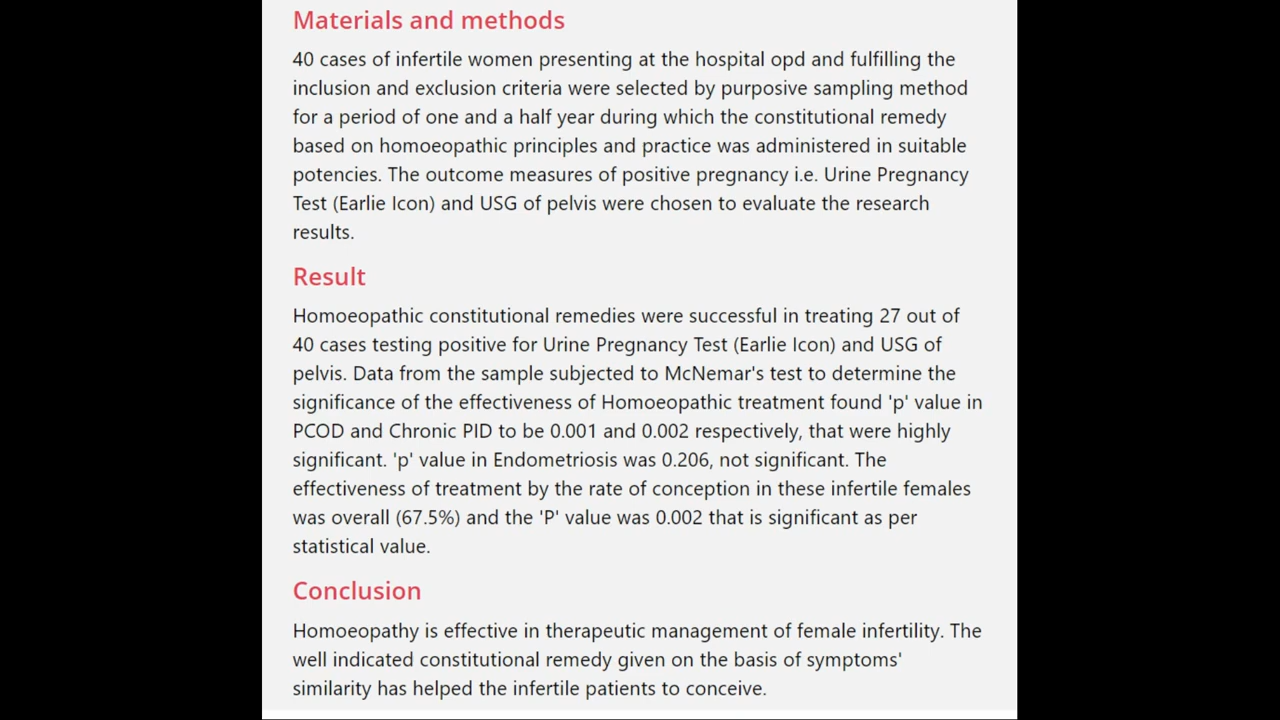 Materials and methods
40 cases of infertile women presenting at the hospital opd and fulfilling the
inclusion and exclusion criteria were selected by purposive sampling method
for a period of one and a half year during which the constitutional remedy
based on homoeopathic principles and practice was administered in suitable
potencies. The outcome measures of positive pregnancy i.e. Urine Pregnancy
Test (Earlie Icon) and USG of pelvis were chosen to evaluate the research
results.
Result
Homoeopathic constitutional remedies were successful in treating 27 out of
40 cases testing positive for Urine Pregnancy Test (Earlie Icon) and USG of
pelvis. Data from the sample subjected to McNemar's test to determine the
significance of the effectiveness of Homoeopathic treatment found 'p' value in
PCOD and Chronic PID to be 0.001 and 0.002 respectively, that were highly
significant. 'p' value in Endometriosis was 0.206, not significant. The
effectiveness of treatment by the rate of conception in these infertile females
was overall (67.5%) and the 'P' value was 0.002 that is significant as per
statistical value.
Conclusion
Homoeopathy is effective in therapeutic management of female infertility. The
well indicated constitutional remedy given on the basis of symptoms'
similarity has helped the infertile patients to conceive.